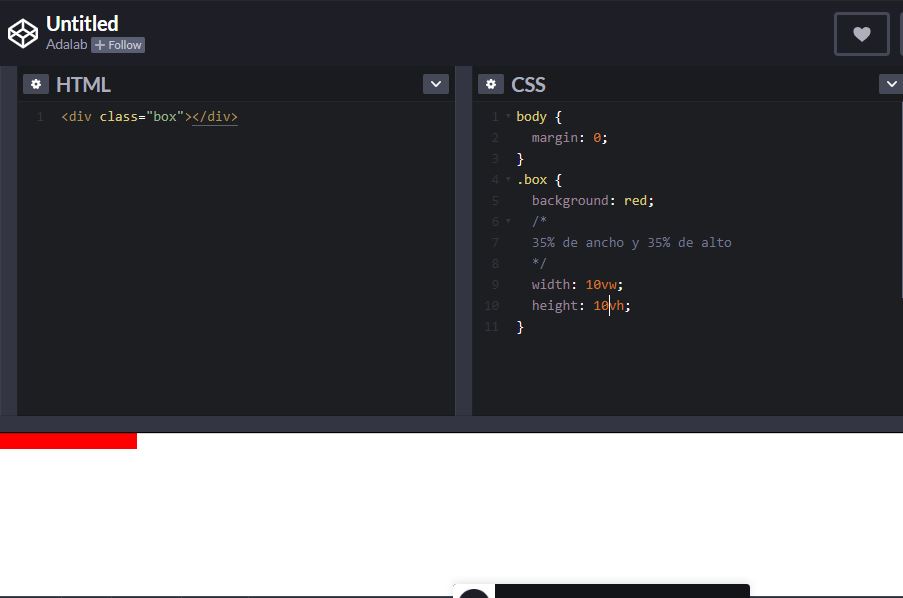 Untitled
Adalab + Follow
HTML
1 <div class="box"></div>
CSS
1 body {
2 margin: 0;
3 }
4 .box {
5 background: red;
6 /*
7 35% de ancho y 35% de alto
8 */
9 width: 10vw;
10 height: 10vh;
11 }